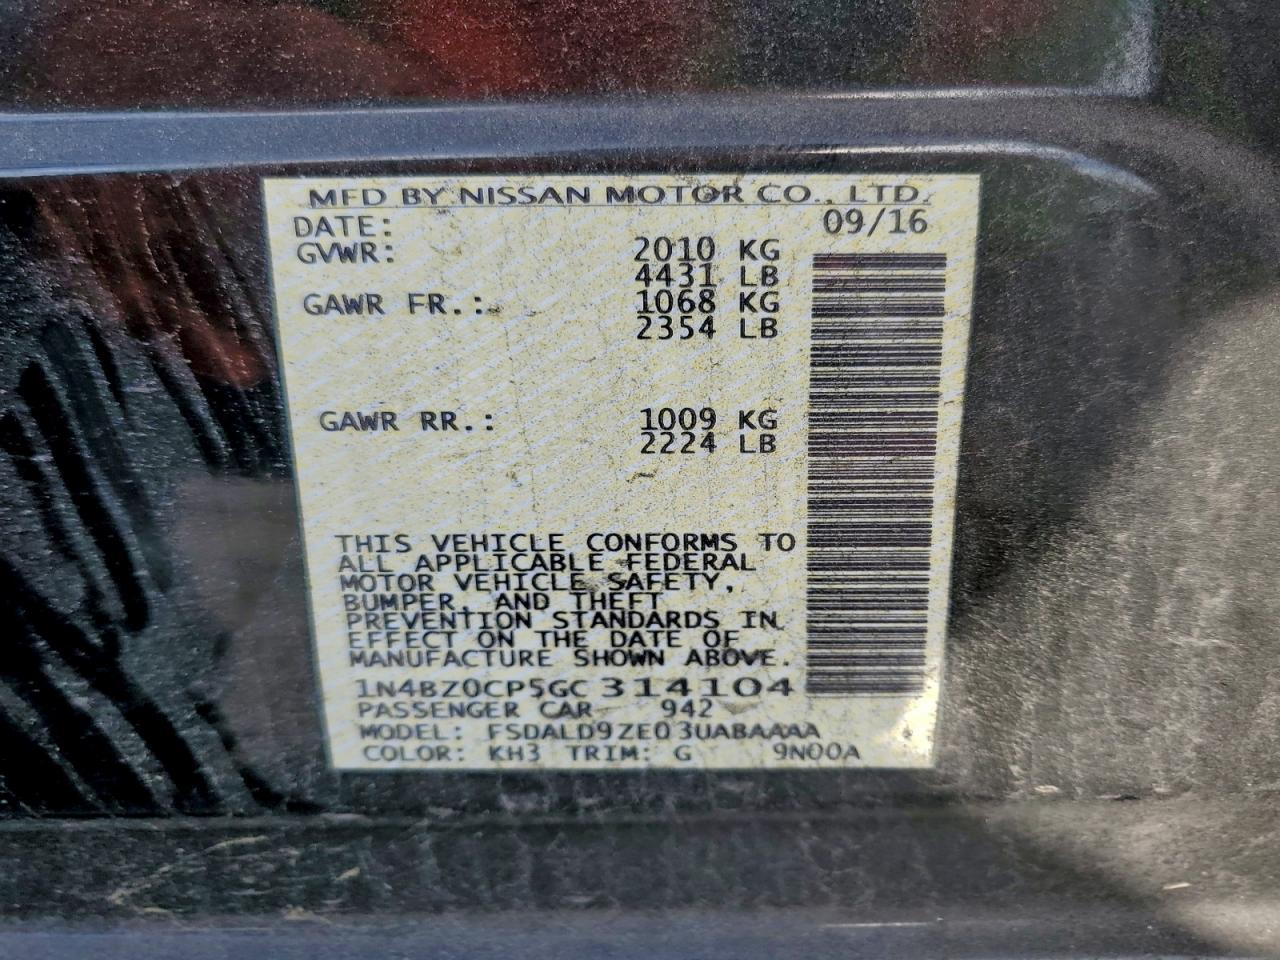 MFD BY NISSAN MOTOR CO., LTD.
DATE: 09/16
GVWR: 2010 KG
4431 LB
GAWR FR.: 1068 KG
2354 LB
GAWR RR.: 1009 KG
2224 LB
THIS VEHICLE CONFORMS TO
ALL APPLICABLE FEDERAL
MOTOR VEHICLE SAFETY,
BUMPER, AND THEFT
PREVENTION STANDARDS IN
EFFECT ON THE DATE OF
MANUFACTURE SHOWN ABOVE.
1N4BZ0CP5GC314104
PASSENGER CAR 942
MODEL: FSDALD9ZE03UABAAAA
COLOR: KH3 TRIM: G 9N00A